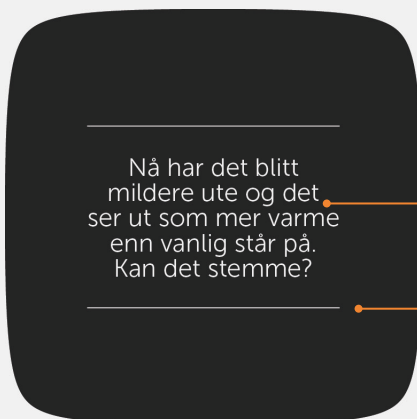 Nå har det blitt
mildere ute og det
ser ut som mer varme
enn vanlig står på.
Kan det stemme?